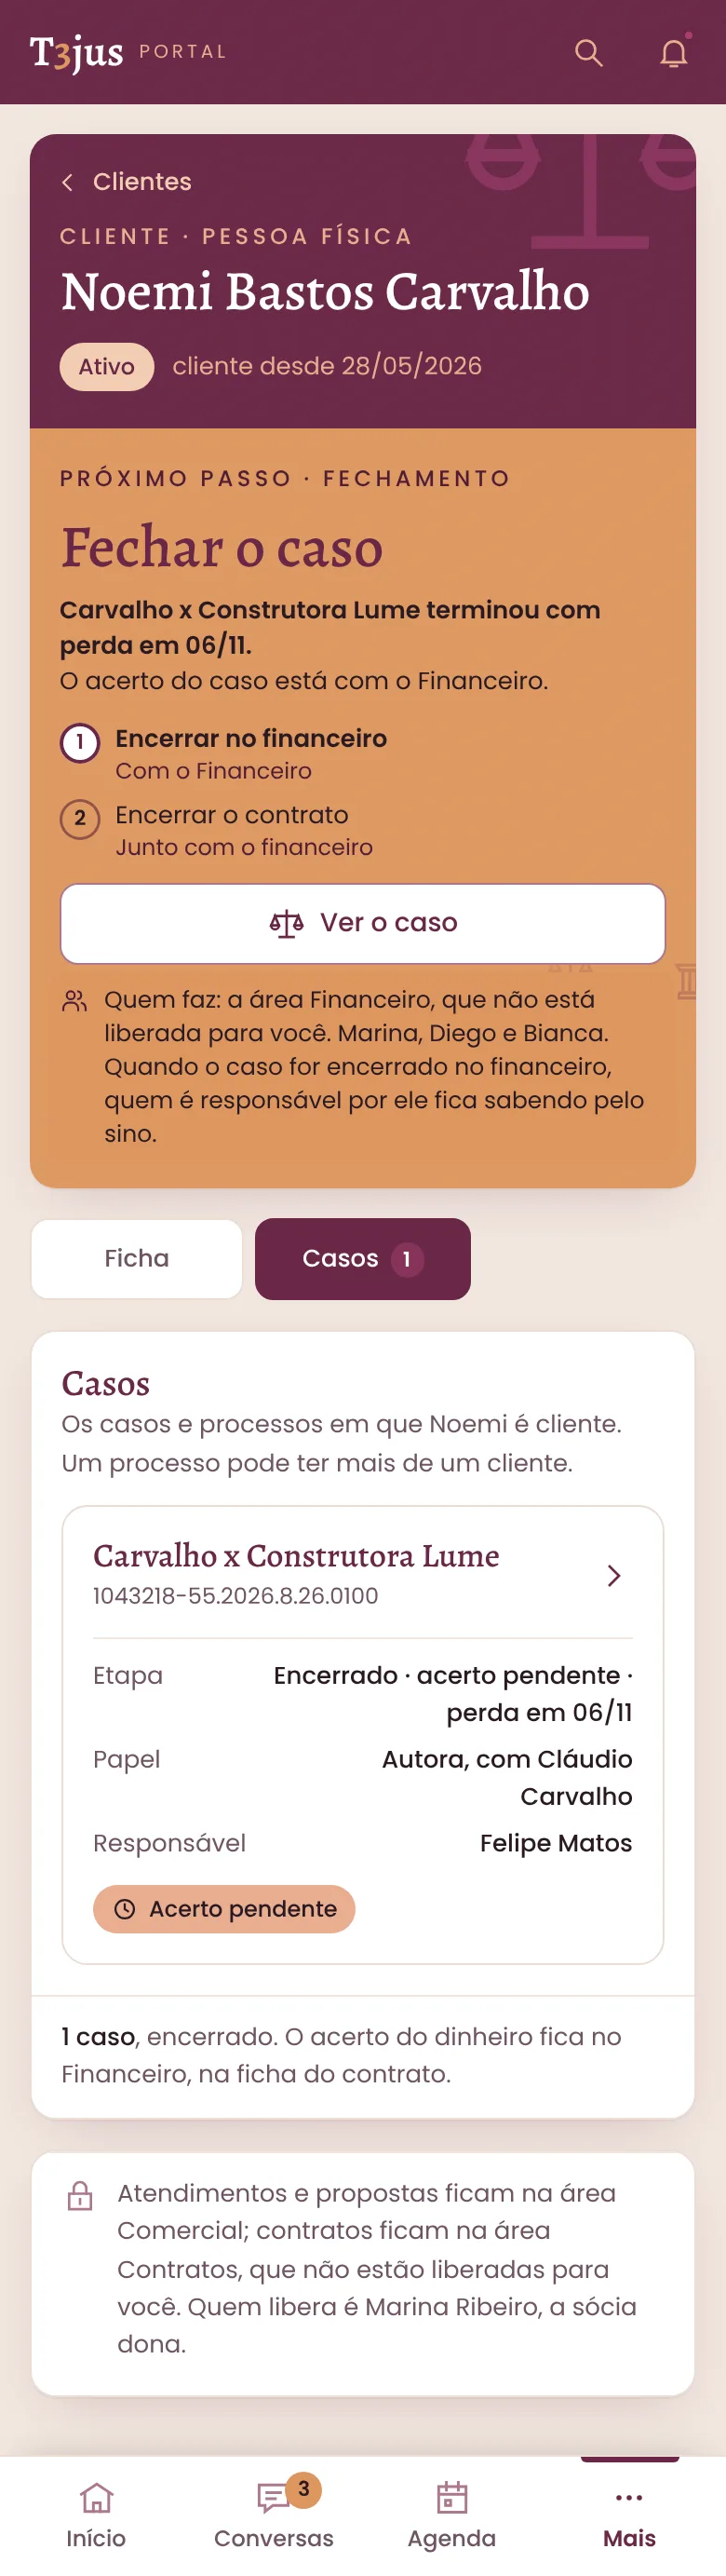 T3jus PORTAL
Clientes
CLIENTE · PESSOA FÍSICA
Noemi Bastos Carvalho
Ativo cliente desde 28/05/2026
PRÓXIMO PASSO · FECHAMENTO
Fechar o caso
Carvalho x Construtora Lume terminou com
perda em 06/11.
O acerto do caso está com o Financeiro.
1 Encerrar no financeiro
Com o Financeiro
2 Encerrar o contrato
Junto com o financeiro
Ver o caso
Quem faz: a área Financeiro, que não está
liberada para você. Marina, Diego e Bianca.
Quando o caso for encerrado no financeiro,
quem é responsável por ele fica sabendo pelo
sino.
Ficha Casos 1
Casos
Os casos e processos em que Noemi é cliente.
Um processo pode ter mais de um cliente.
Carvalho x Construtora Lume
1043218-55.2026.8.26.0100
Etapa Encerrado · acerto pendente ·
perda em 06/11
Papel Autora, com Cláudio
Carvalho
Responsável Felipe Matos
Acerto pendente
1 caso, encerrado. O acerto do dinheiro fica no
Financeiro, na ficha do contrato.
Atendimentos e propostas ficam na área
Comercial; contratos ficam na área
Contratos, que não estão liberadas para
você. Quem libera é Marina Ribeiro, a sócia
dona.
3
Início Conversas Agenda Mais